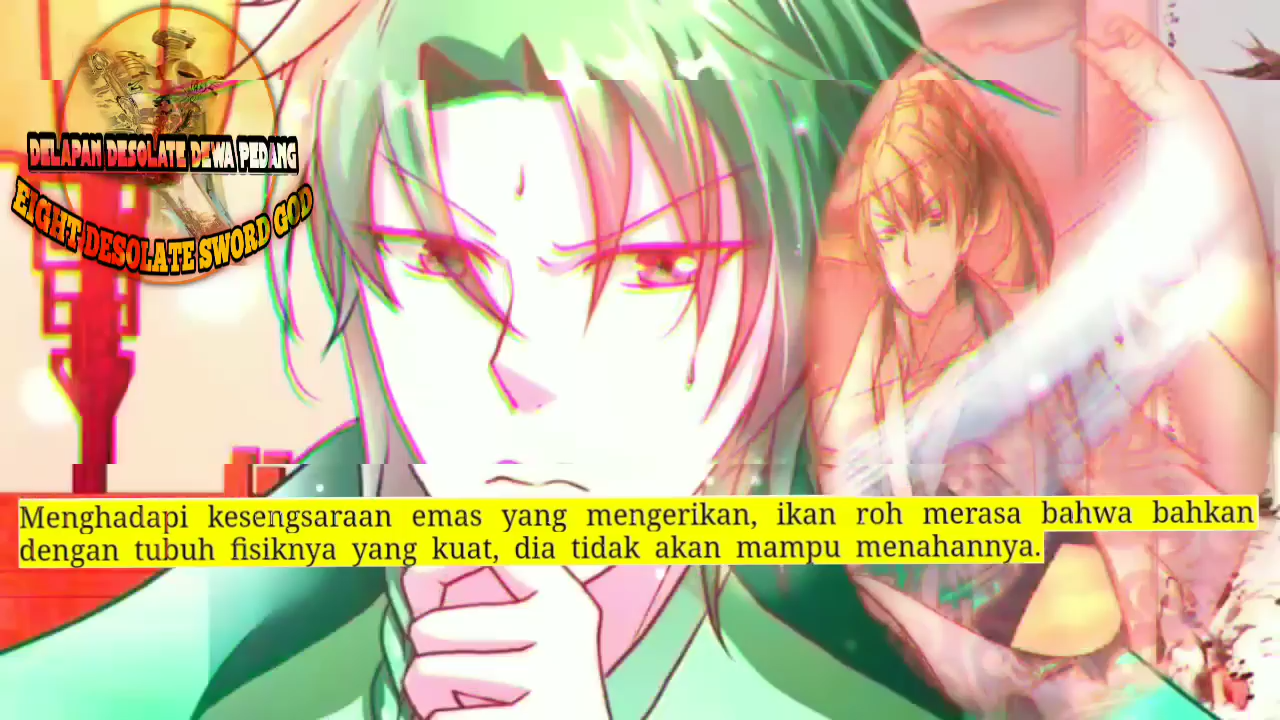 DELAPAN DESOLATE DEWA PEDANG
EIGHT DESOLATE SWORD GOD
Menghadapi kesengsaraan emas yang mengerikan, ikan roh merasa bahwa bahkan
dengan tubuh fisiknya yang kuat, dia tidak akan mampu menahannya.